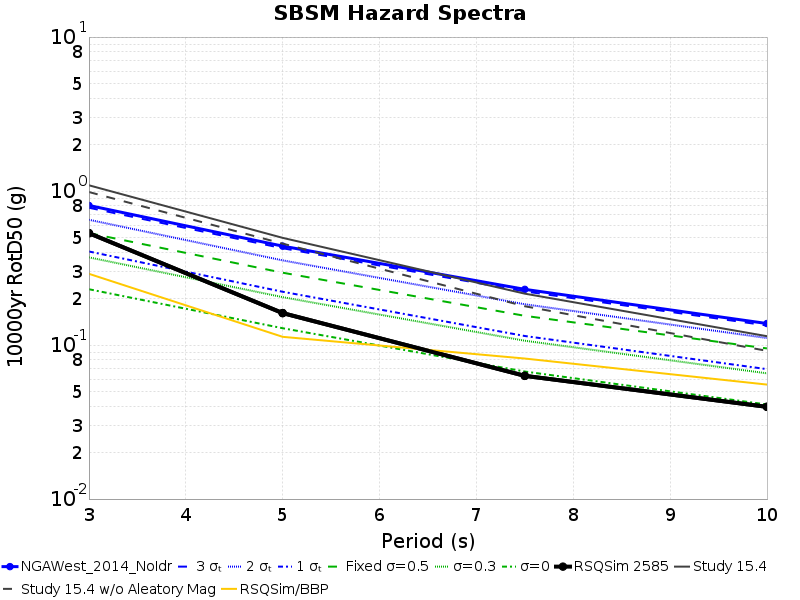 SBSM Hazard Spectra
10000yr RotD50 (g)
10^1
8
5
3
2
10^0
8
5
3
2
10^-1
8
5
3
2
10^-2
3 4 5 6 7 8 9 10
Period (s)
NGAWest_2014_NoIdr 3 σₜ 2 σₜ 1 σₜ Fixed σ=0.5 σ=0.3 σ=0 RSQSim 2585 Study 15.4
Study 15.4 w/o Aleatory Mag RSQSim/BBP